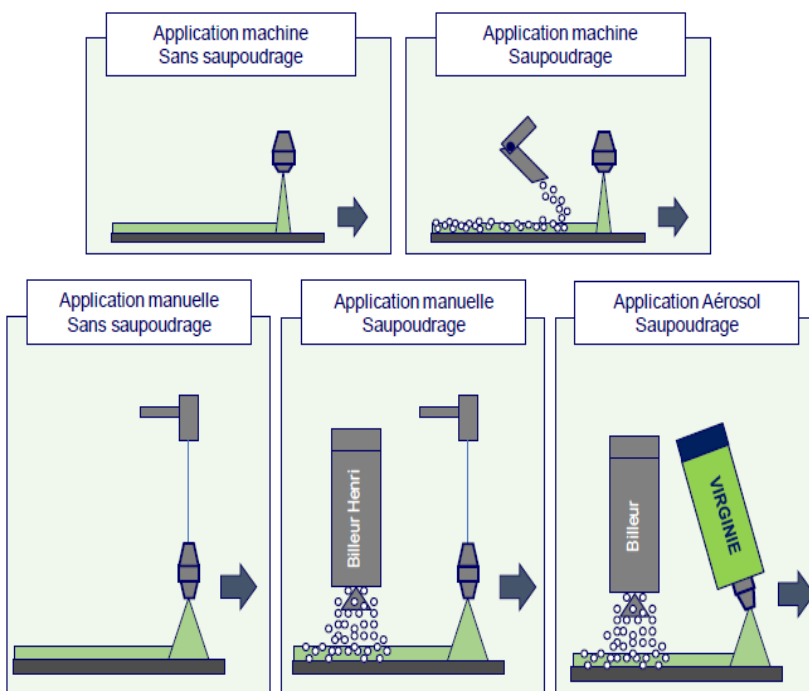 Application machine
Sans saupoudrage
Application machine
Saupoudrage
Application manuelle
Sans saupoudrage
Application manuelle
Saupoudrage
Application Aérosol
Saupoudrage
Billeur Henri
Billeur
VIRGINIE